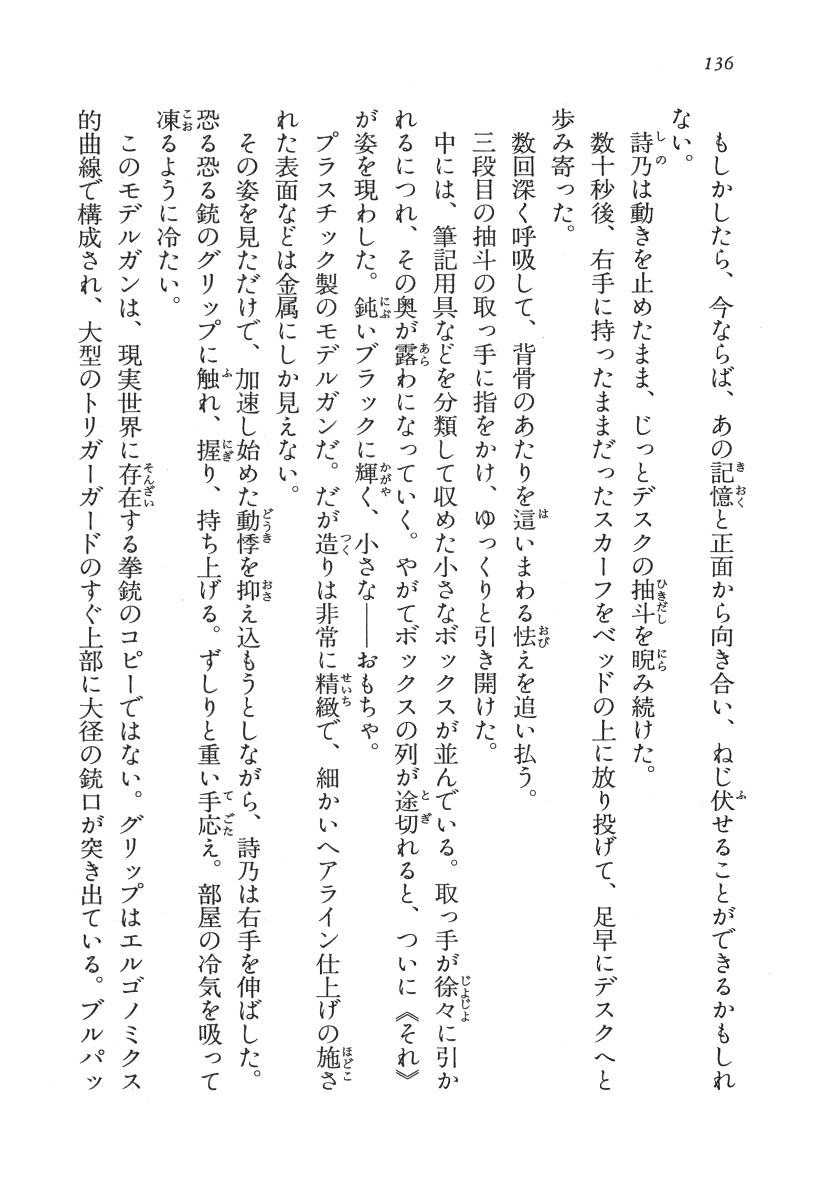 136
もしかしたら、今ならば、あの記憶と正面から向き合い、ねじ伏せることができるかもしれ
ない。
詩乃は動きを止めたまま、じっとデスクの抽斗を睨み続けた。
数十秒後、右手に持ったままだったスカーフをベッドの上に放り投げて、足早にデスクへと
歩み寄った。
数回深く呼吸して、背骨のあたりを這いまわる怯えを追い払う。
三段目の抽斗の取っ手に指をかけ、ゆっくりと引き開けた。
中には、筆記用具などを分類して収めた小さなボックスが並んでいる。取っ手が徐々に引か
れるにつれ、その奥が露わになっていく。やがてボックスの列が途切れると、ついに《それ》
が姿を現わした。鈍いブラックに輝く、小さな――おもちゃ。
プラスチック製のモデルガンだ。だが造りは非常に精緻で、細かいヘアライン仕上げの施さ
れた表面などは金属にしか見えない。
その姿を見ただけで、加速し始めた動悸を抑え込もうとしながら、詩乃は右手を伸ばした。
恐る恐る銃のグリップに触れ、握り、持ち上げる。ずしりと重い手応え。部屋の冷気を吸って
凍るように冷たい。
このモデルガンは、現実世界に存在する拳銃のコピーではない。グリップはエルゴノミクス
的曲線で構成され、大型のトリガーガードのすぐ上部に大径の銃口が突き出ている。ブルパッ